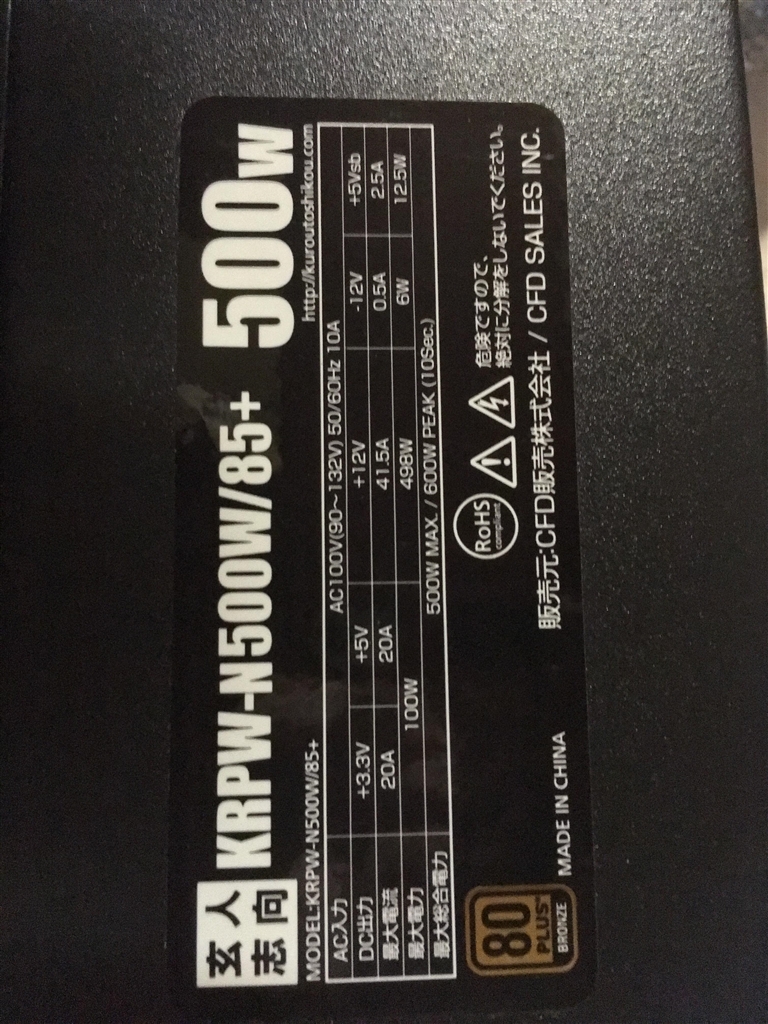 玄人
志向
KRPW-N500W/85+ 500W
MODEL:KRPW-N500W/85+ http://kuroutoshikou.com
AC入力 AC100V(90～132V) 50/60Hz 10A
DC出力 +3.3V +5V +12V -12V +5Vsb
最大電流 20A 20A 41.5A 0.5A 2.5A
最大電力 100W 498W 6W 12.5W
最大総合電力 500W MAX. / 600W PEAK (10Sec.)
80
PLUS
BRONZE
MADE IN CHINA
RoHS
compliant
危険ですので、
絶対に分解をしないでください。
販売元:CFD販売株式会社 / CFD SALES INC.